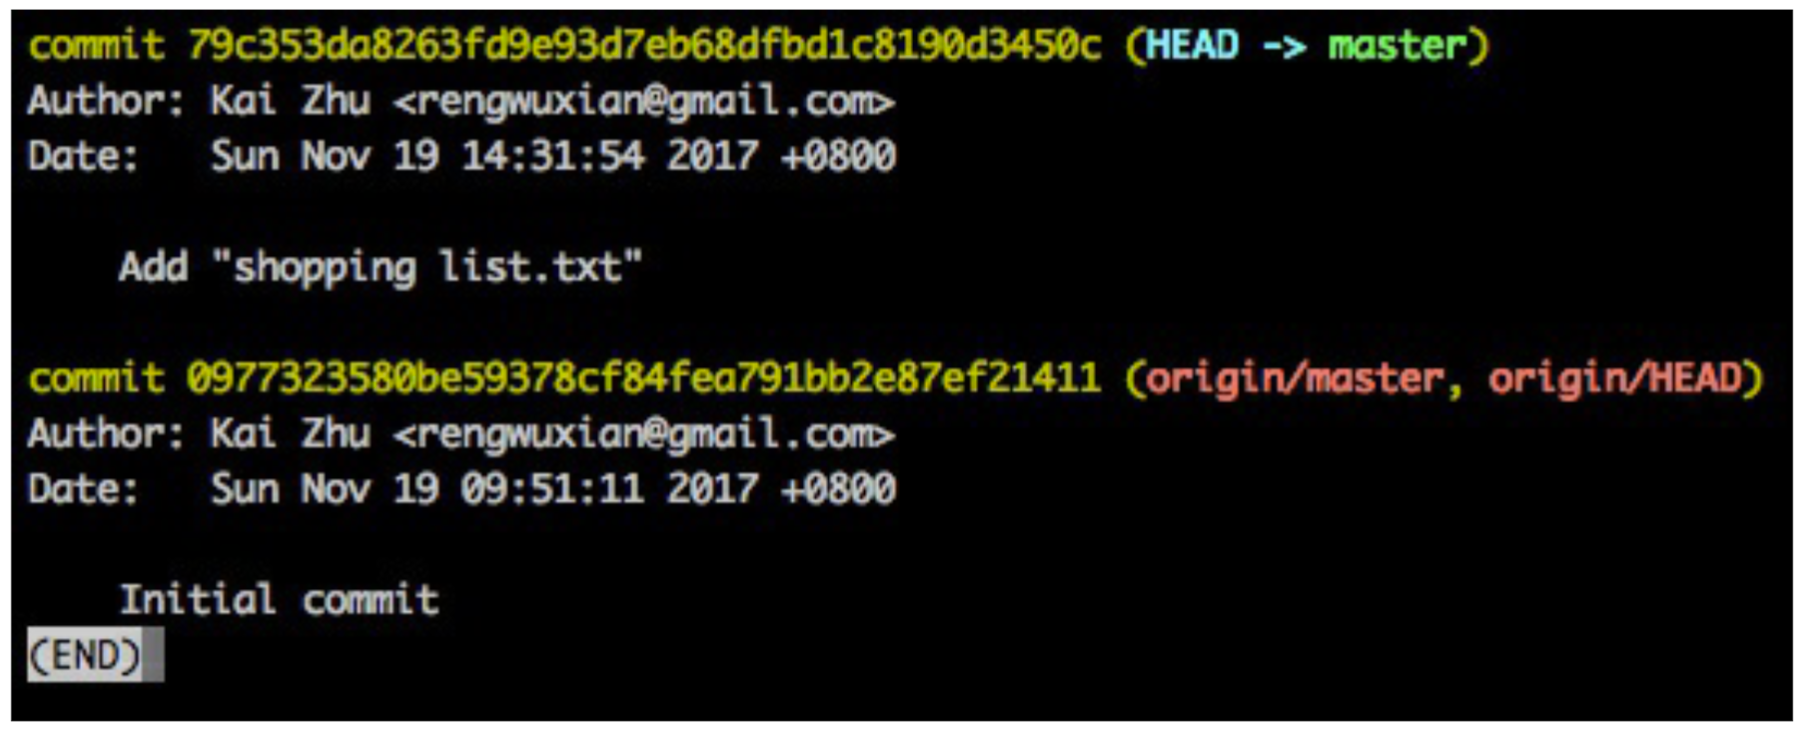 commit 79c353da8263fd9e93d7eb68dfbd1c8190d3450c (HEAD -> master)
Author: Kai Zhu <rengwuxian@gmail.com>
Date:   Sun Nov 19 14:31:54 2017 +0800
    Add "shopping list.txt"
commit 0977323580be59378cf84fea791bb2e87ef21411 (origin/master, origin/HEAD)
Author: Kai Zhu <rengwuxian@gmail.com>
Date:   Sun Nov 19 09:51:11 2017 +0800
    Initial commit
(END)